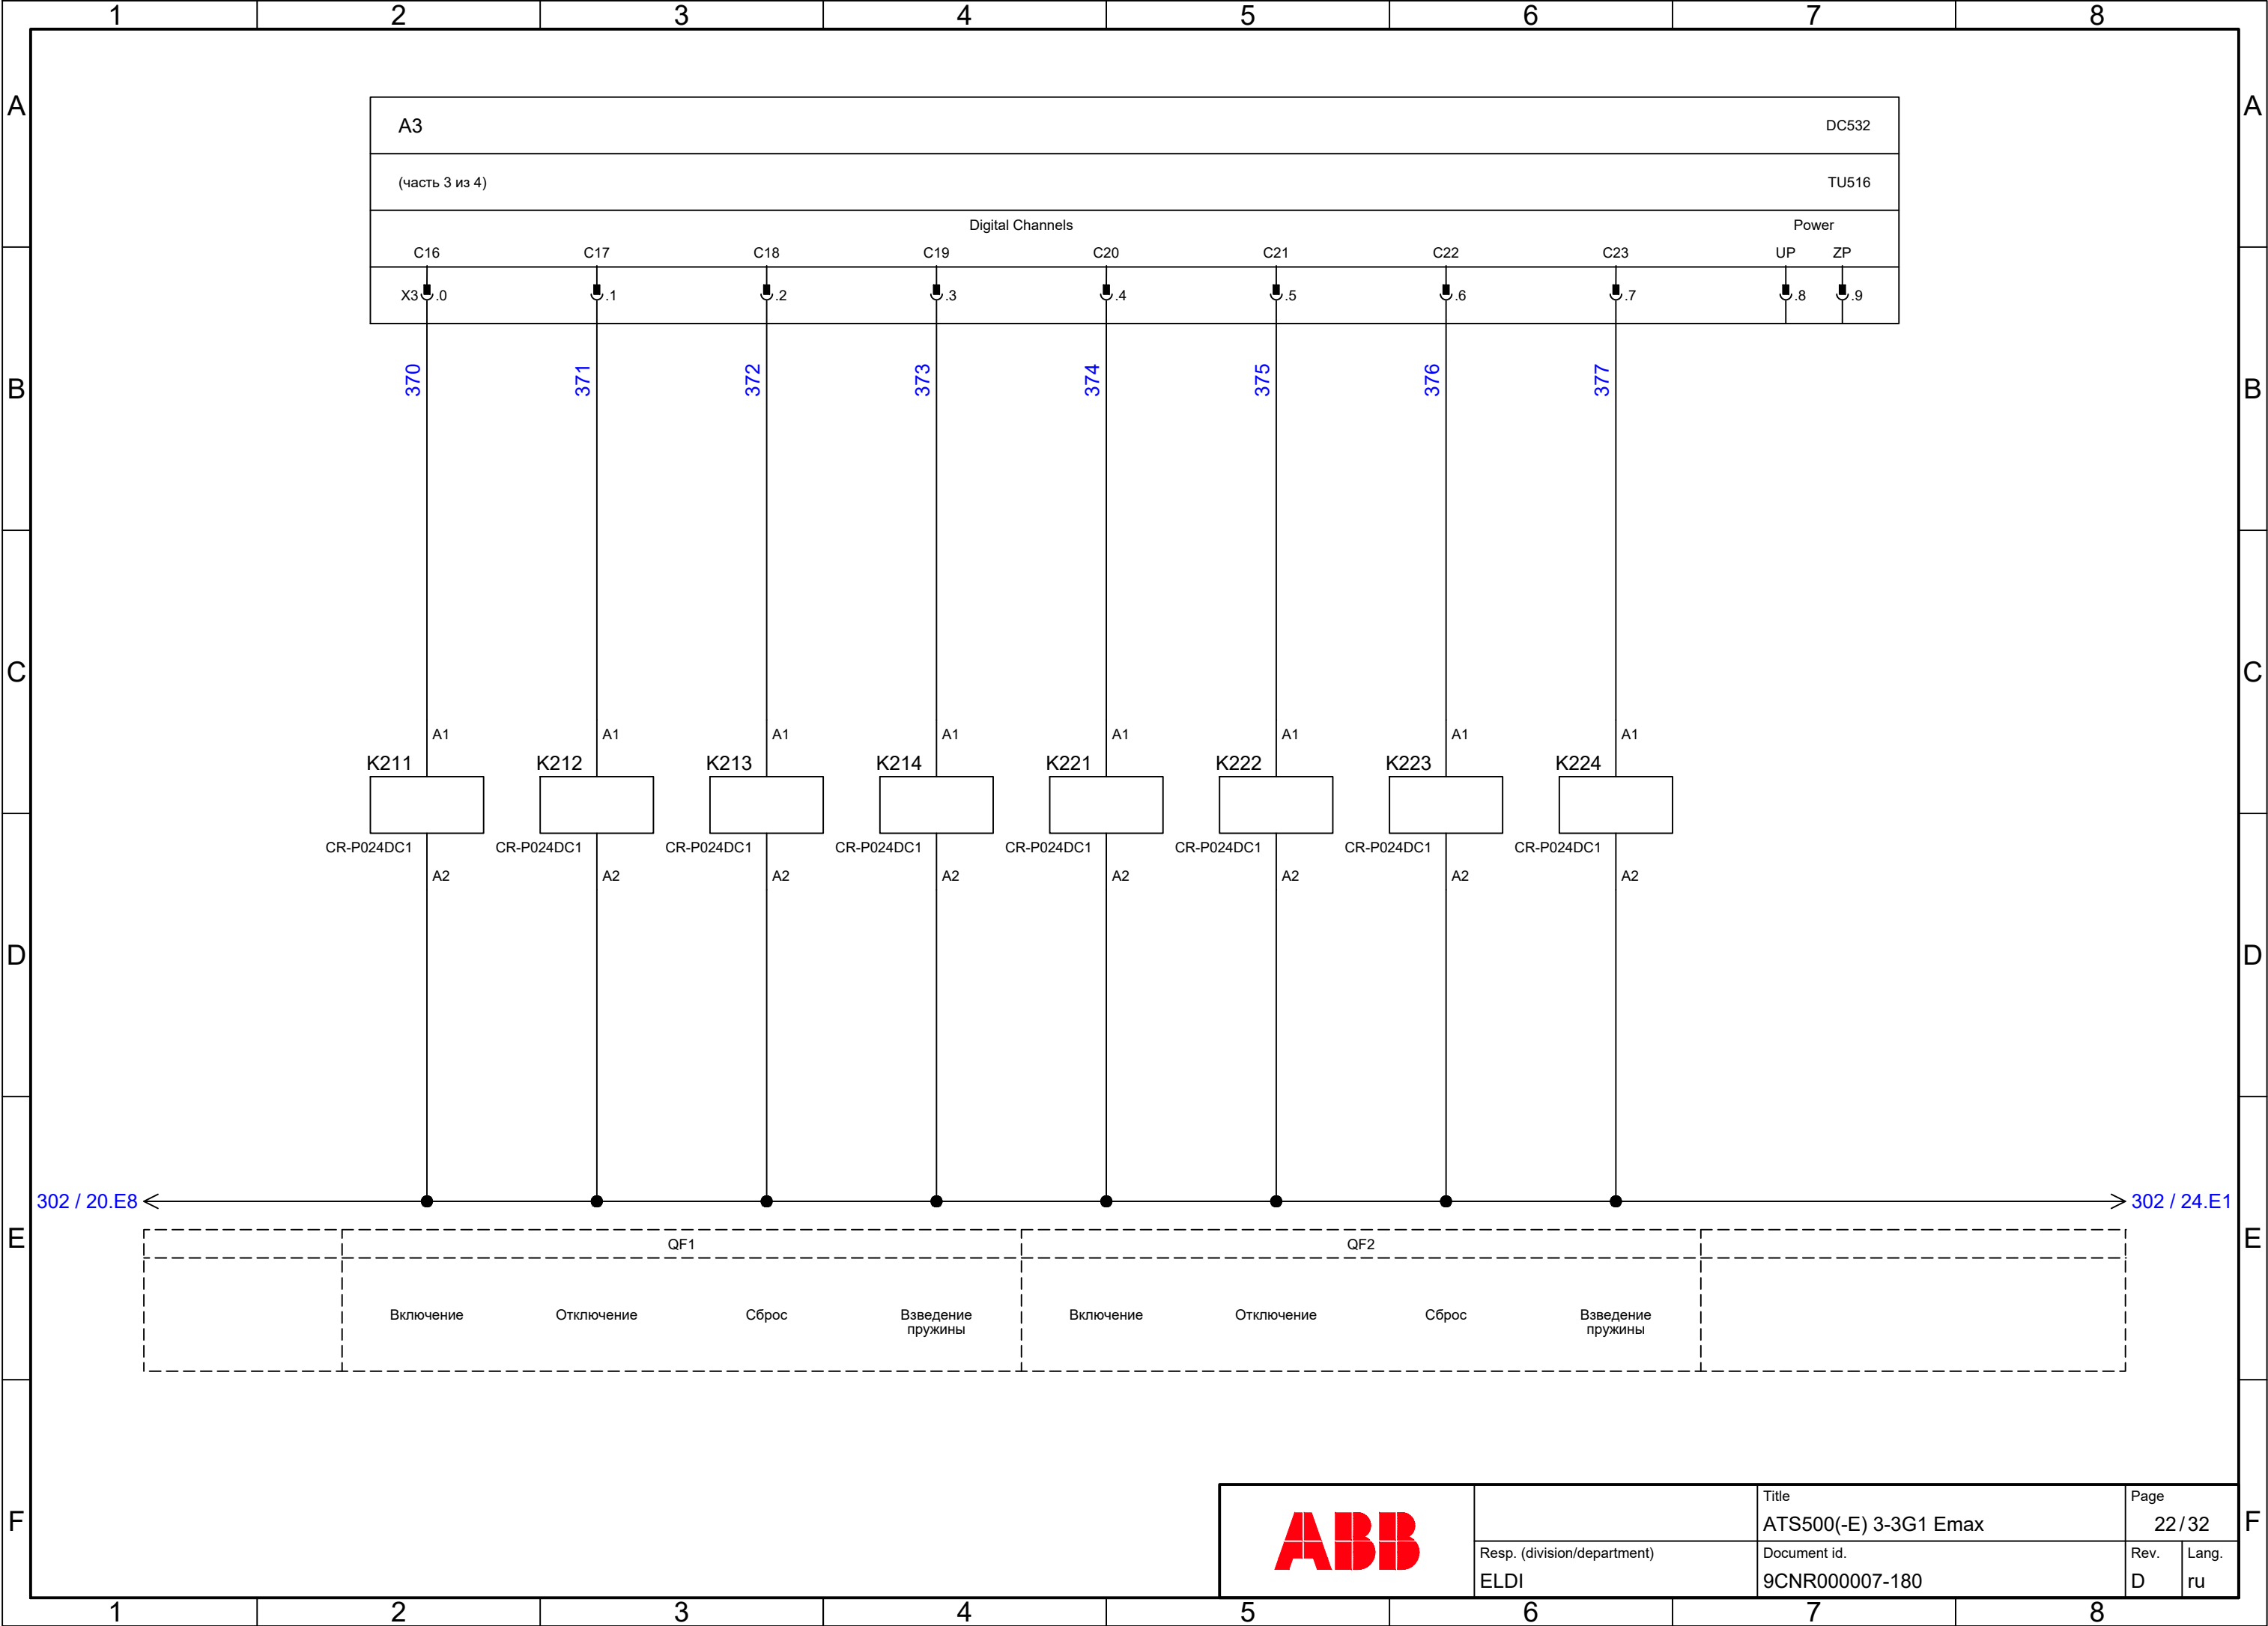 1 2 3 4 5 6 7 8
A A
A3 DC532
(часть 3 из 4) TU516
Digital Channels Power
C16 C17 C18 C19 C20 C21 C22 C23 UP ZP
X3 .0 .1 .2 .3 .4 .5 .6 .7 .8 .9
370 371 372 373 374 375 376 377
B B
C C
A1 A1 A1 A1 A1 A1 A1 A1
K211 K212 K213 K214 K221 K222 K223 K224
CR-P024DC1 CR-P024DC1 CR-P024DC1 CR-P024DC1 CR-P024DC1 CR-P024DC1 CR-P024DC1 CR-P024DC1
A2 A2 A2 A2 A2 A2 A2 A2
D D
302 / 20.E8 302 / 24.E1
E E
QF1 QF2
Включение Отключение Сброс Взведение Включение Отключение Сброс Взведение
пружины пружины
F F
ABB
Title Page
ATS500(-E) 3-3G1 Emax 22/32
Resp. (division/department) Document id. Rev. Lang.
ELDI 9CNR000007-180 D ru
1 2 3 4 5 6 7 8